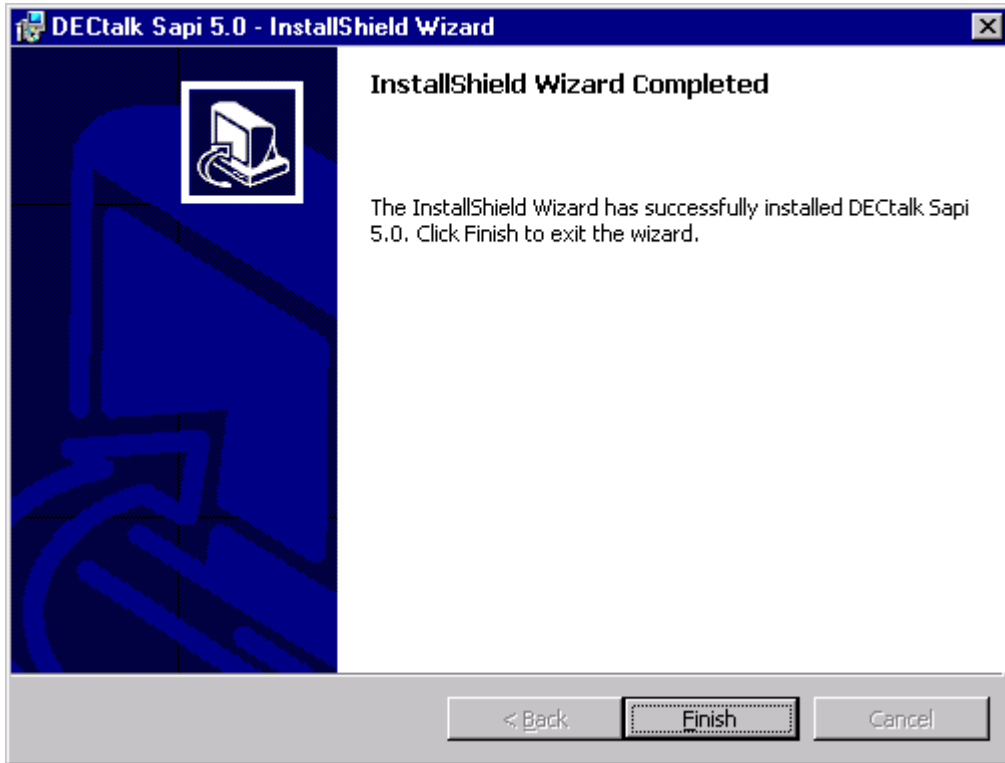 DECtalk Sapi 5.0 - InstallShield Wizard
InstallShield Wizard Completed
The InstallShield Wizard has successfully installed DECtalk Sapi
5.0. Click Finish to exit the wizard.
< Back Finish Cancel